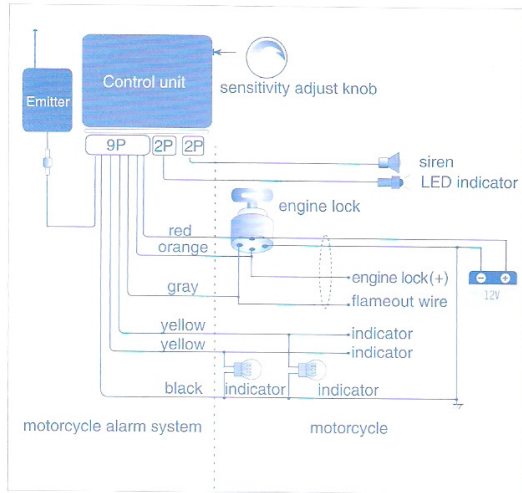 Control unit
Emitter
sensitivity adjust knob
9P
2P
2P
siren
LED indicator
engine lock
red
orange
engine lock(+)
12V
gray
flameout wire
yellow
indicator
yellow
indicator
black
indicator
indicator
motorcycle alarm system
motorcycle